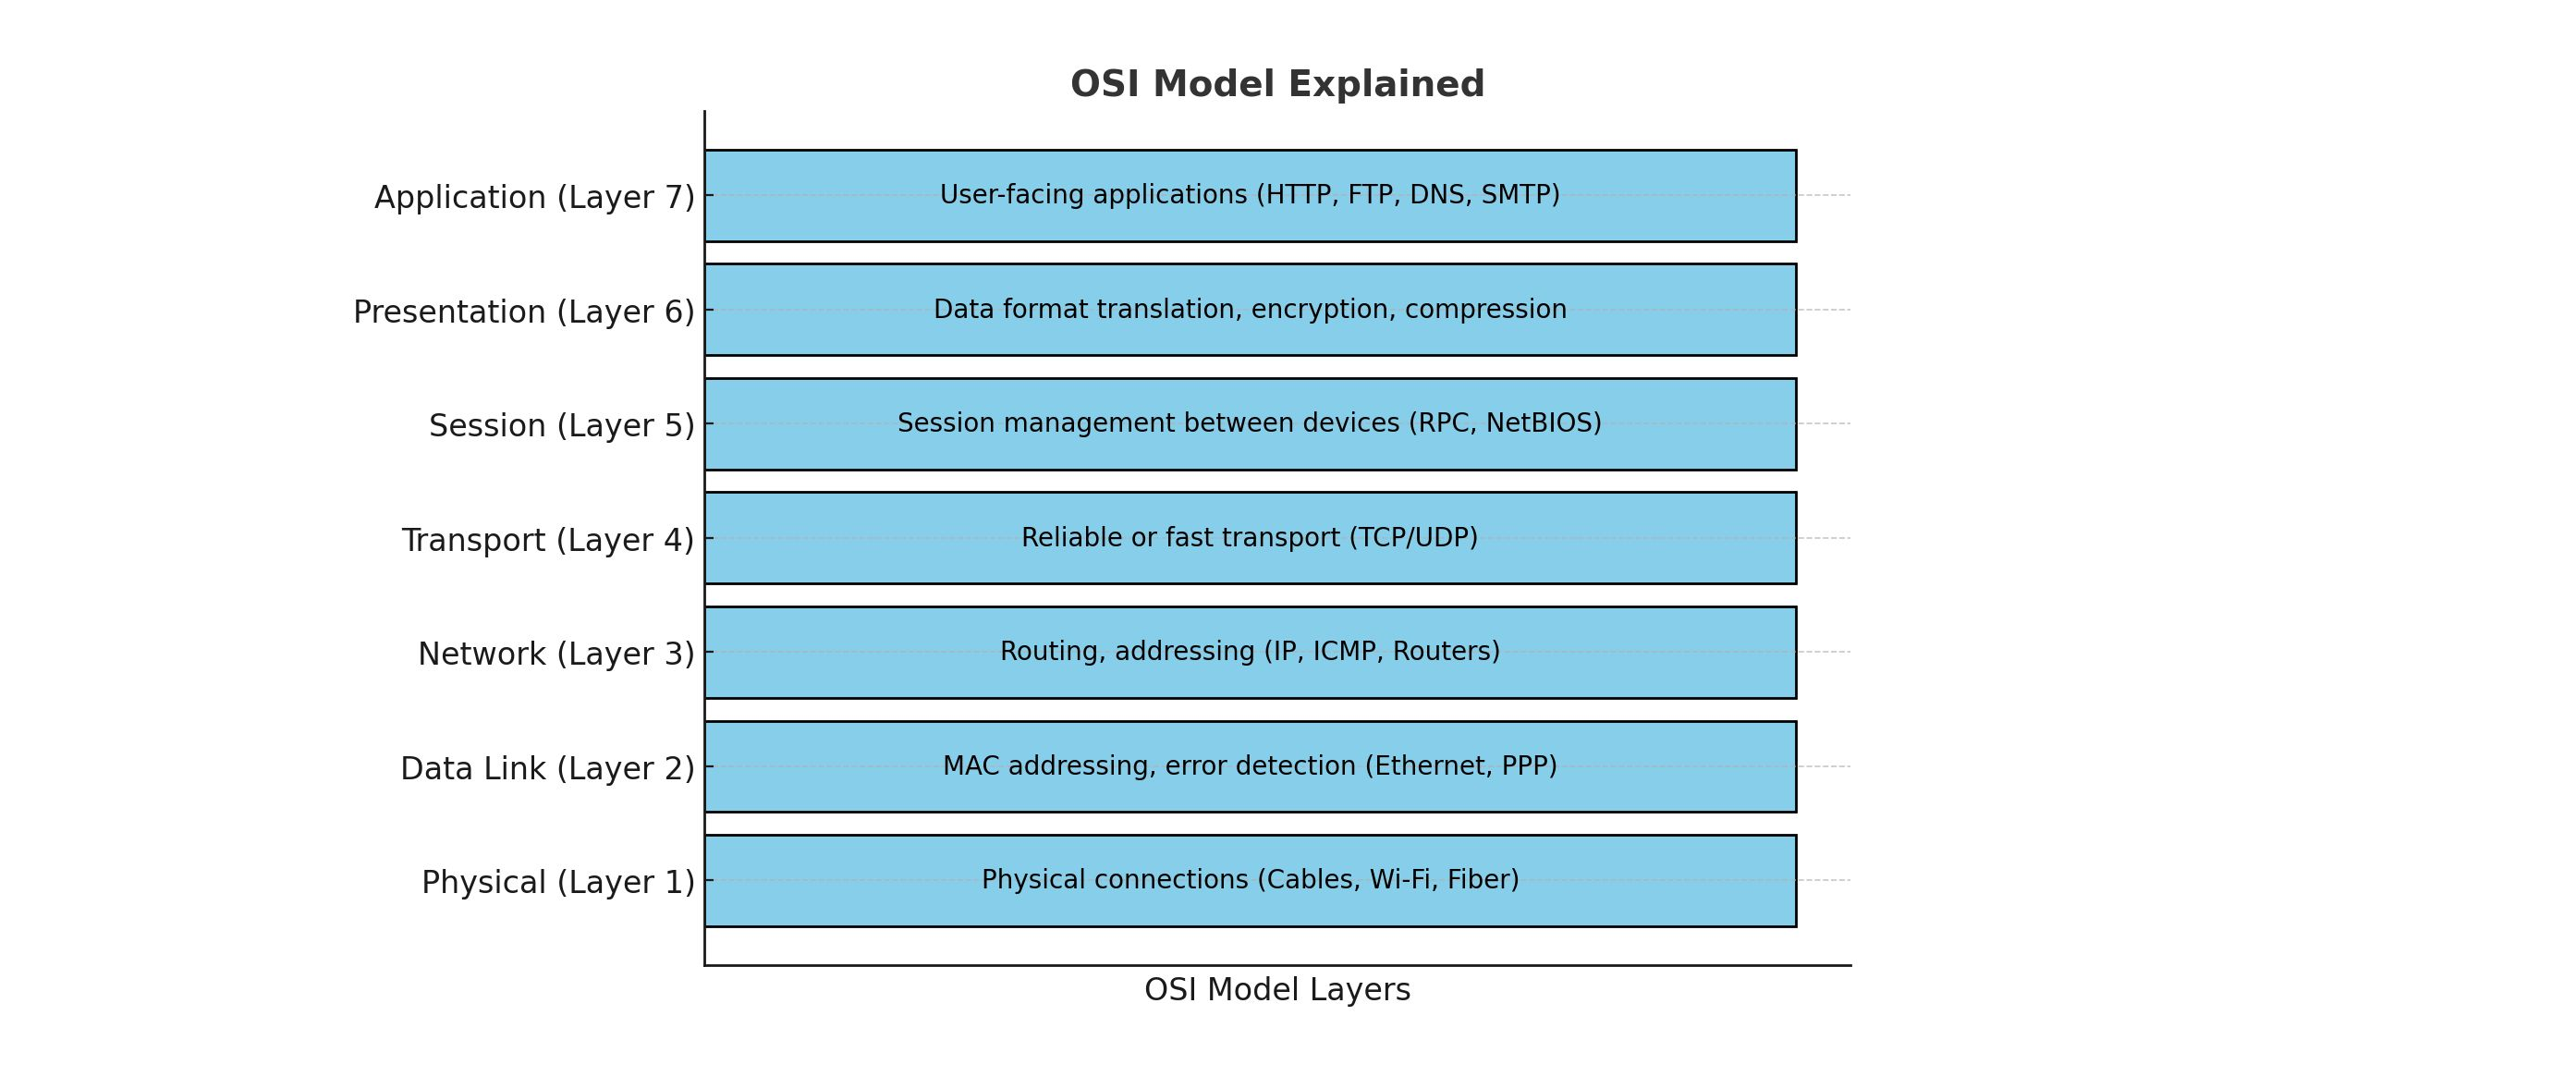 OSI Model Explained
Application (Layer 7)
User-facing applications (HTTP, FTP, DNS, SMTP)
Presentation (Layer 6)
Data format translation, encryption, compression
Session (Layer 5)
Session management between devices (RPC, NetBIOS)
Transport (Layer 4)
Reliable or fast transport (TCP/UDP)
Network (Layer 3)
Routing, addressing (IP, ICMP, Routers)
Data Link (Layer 2)
MAC addressing, error detection (Ethernet, PPP)
Physical (Layer 1)
Physical connections (Cables, Wi-Fi, Fiber)
OSI Model Layers